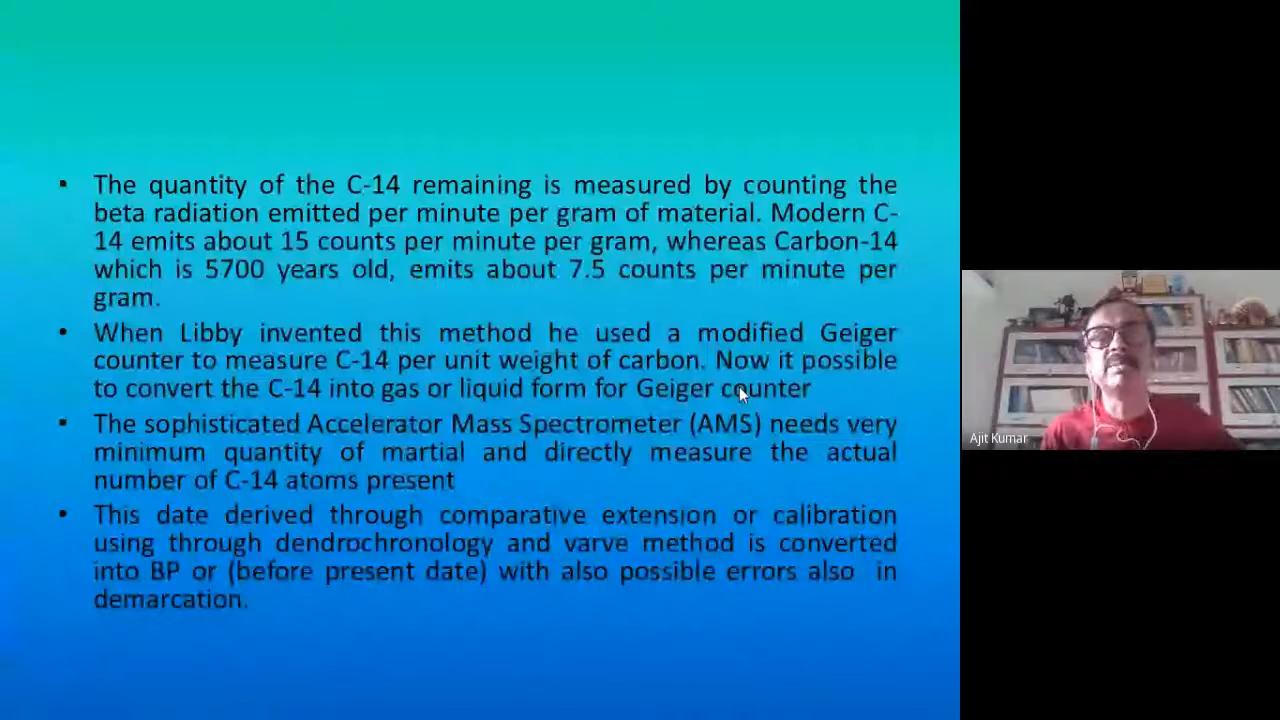 • The quantity of the C-14 remaining is measured by counting the
beta radiation emitted per minute per gram of material. Modern C-
14 emits about 15 counts per minute per gram, whereas Carbon-14
which is 5700 years old, emits about 7.5 counts per minute per
gram.
• When Libby invented this method he used a modified Geiger
counter to measure C-14 per unit weight of carbon. Now it possible
to convert the C-14 into gas or liquid form for Geiger counter
• The sophisticated Accelerator Mass Spectrometer (AMS) needs very
minimum quantity of martial and directly measure the actual
number of C-14 atoms present
• This date derived through comparative extension or calibration
using through dendrochronology and varve method is converted
into BP or (before present date) with also possible errors also in
demarcation.
Ajit Kumar